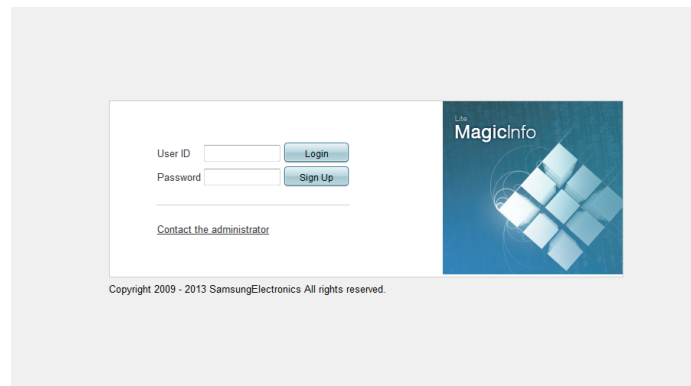 Lite
MagicInfo
User ID
Login
Password
Sign Up
Contact the administrator
Copyright 2009 - 2013 SamsungElectronics All rights reserved.